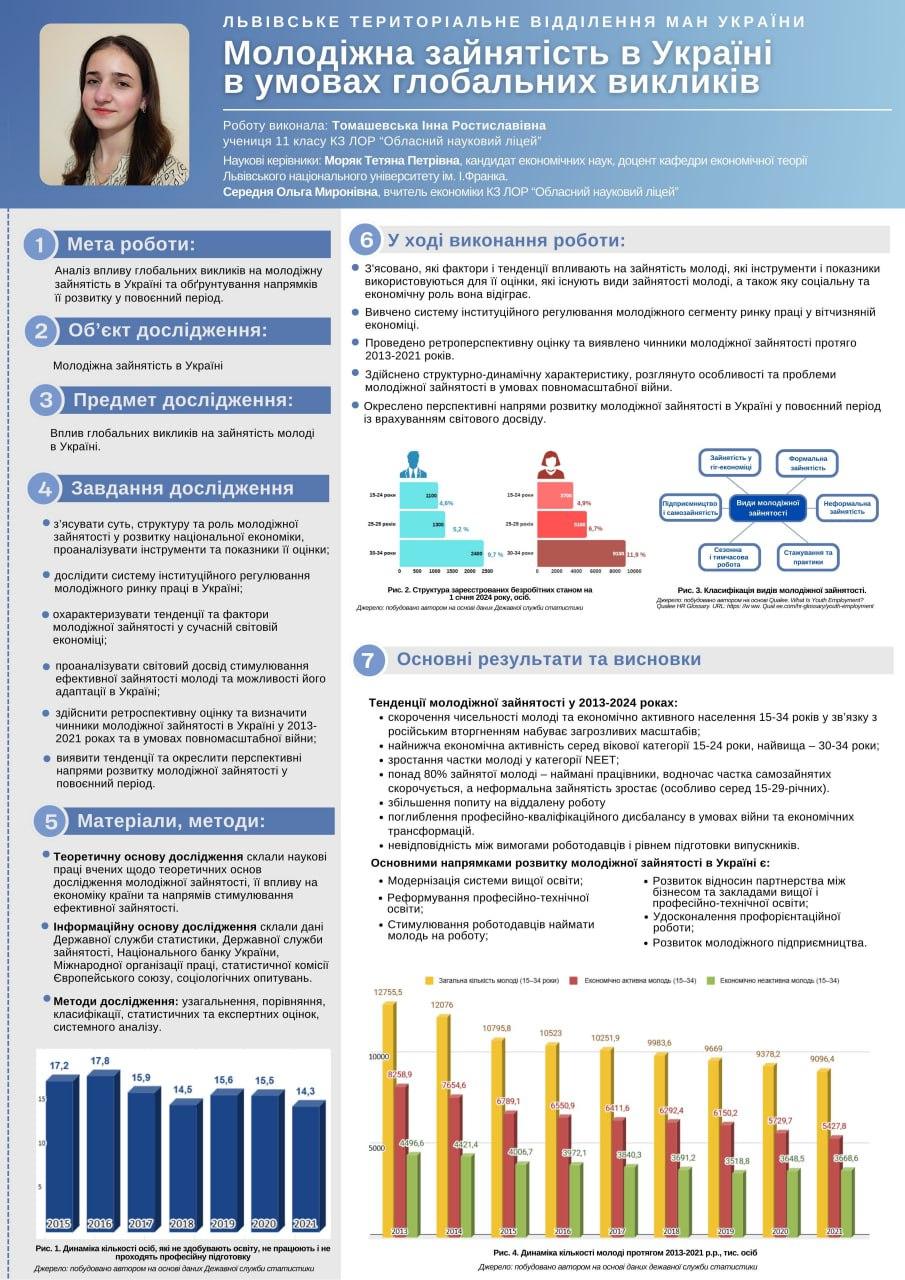 ЛЬВІВСЬКЕ ТЕРИТОРІАЛЬНЕ ВІДДІЛЕННЯ МАН УКРАЇНИ
Молодіжна зайнятість в Україні
в умовах глобальних викликів
Роботу виконала: Томашевська Інна Ростиславівна
учениця 11 класу КЗ ЛОР “Обласний науковий ліцей”
Наукові керівники: Моряк Тетяна Петрівна, кандидат економічних наук, доцент кафедри економічної теорії
Львівського національного університету ім. І.Франка.
Середня Ольга Миронівна, вчитель економіки КЗ ЛОР “Обласний науковий ліцей”
1 Мета роботи:
Аналіз впливу глобальних викликів на молодіжну
зайнятість в Україні та обґрунтування напрямків
її розвитку у повоєнний період.
2 Об’єкт дослідження:
Молодіжна зайнятість в Україні
3 Предмет дослідження:
Вплив глобальних викликів на зайнятість молоді
в Україні.
4 Завдання дослідження
з’ясувати суть, структуру та роль молодіжної
зайнятості у розвитку національної економіки,
проаналізувати інструменти та показники її оцінки;
дослідити систему інституційного регулювання
молодіжного ринку праці в Україні;
охарактеризувати тенденції та фактори
молодіжної зайнятості у сучасній світовій
економіці;
проаналізувати світовий досвід стимулювання
ефективної зайнятості молоді та можливості його
адаптації в Україні;
здійснити ретроспективну оцінку та визначити
чинники молодіжної зайнятості в Україні у 2013-
2021 роках та в умовах повномасштабної війни;
виявити тенденції та окреслити перспективні
напрями розвитку молодіжної зайнятості у
повоєнний період.
5 Матеріали, методи:
Теоретичну основу дослідження склали наукові
праці вчених щодо теоретичних основ
дослідження молодіжної зайнятості, її впливу на
економіку країни та напрямів стимулювання
ефективної зайнятості.
Інформаційну основу дослідження склали дані
Державної служби статистики, Державної служби
зайнятості, Національного банку України,
Міжнародної організації праці, статистичної комісії
Європейського союзу, соціологічних опитувань.
Методи дослідження: узагальнення, порівняння,
класифікації, статистичних та експертних оцінок,
системного аналізу.
17,2 17,8 15,9 14,5 15,6 15,5 14,3
15
10
5
2015 2016 2017 2018 2019 2020 2021
Рис. 1. Динаміка кількості осіб, які не здобувають освіту, не працюють і не
проходять професійну підготовку
Джерело: побудовано автором на основі даних Державної служби статистики
6 У ході виконання роботи:
З’ясовано, які фактори і тенденції впливають на зайнятість молоді, які інструменти і показники
використовуються для її оцінки, які існують види зайнятості молоді, а також яку соціальну та
економічну роль вона відіграє.
Вивчено систему інституційного регулювання молодіжного сегменту ринку праці у вітчизняній
економіці.
Проведено ретроперспективну оцінку та виявлено чинники молодіжної зайнятості протяго
2013-2021 років.
Здійснено структурно-динамічну характеристику, розглянуто особливості та проблеми
молодіжної зайнятості в умовах повномасштабної війни.
Окреслено перспективні напрями розвитку молодіжної зайнятості в Україні у повоєнний період
із врахуванням світового досвіду.
15-24 роки 1100 4,6%
25-29 років 1300 5,2 %
30-34 роки 2400 9,7 %
0 500 1000 1500 2000 2500
15-24 роки 3700 4,9%
25-29 років 5100 6,7%
30-34 роки 9100 11,9 %
0 2000 4000 6000 8000 10000
Рис. 2. Структура зареєстрованих безробітних станом на
1 січня 2024 року, осіб.
Джерело: побудовано автором на основі даних Державної служби статистики
Зайнятість у
гіг-економіці
Формальна
зайнятість
Підприємництво
і самозайнятість
Види молодіжної
зайнятості
Неформальна
зайнятість
Сезонна
і тимчасова
робота
Стажування та
практики
Рис. 3. Класифікація видів молодіжної зайнятості.
Джерело: побудовано автором на основі Qualee. What Is Youth Employment?
Qualee HR Glossary. URL: https: //w ww. Qual ee.com/hr-glossary/youth-employment
7 Основні результати та висновки
Тенденції молодіжної зайнятості у 2013-2024 роках:
скорочення чисельності молоді та економічно активного населення 15-34 років у зв’язку з
російським вторгненням набуває загрозливих масштабів;
найнижча економічна активність серед вікової категорії 15-24 роки, найвища – 30-34 роки;
зростання частки молоді у категорії NEET;
понад 80% зайнятої молоді – наймані працівники, водночас частка самозайнятих
скорочується, а неформальна зайнятість зростає (особливо серед 15-29-річних).
збільшення попиту на віддалену роботу
поглиблення професійно-кваліфікаційного дисбалансу в умовах війни та економічних
трансформацій.
невідповідність між вимогами роботодавців і рівнем підготовки випускників.
Основними напрямками розвитку молодіжної зайнятості в Україні є:
Модернізація системи вищої освіти;
Реформування професійно-технічної
освіти;
Стимулювання роботодавців наймати
молодь на роботу;
Розвиток відносин партнерства між
бізнесом та закладами вищої і
професійно-технічної освіти;
Удосконалення профорієнтаційної
роботи;
Розвиток молодіжного підприємництва.
Загальна кількість молоді (15–34 роки) Економічно активна молодь (15–34) Економічно неактивна молодь (15–34)
12755,5 12076 10795,8 10523 10251,9 9983,6 9669 9378,2 9096,4
10000
8258,9 7654,6 6789,1 6550,9 6411,6 6292,4 6150,2 5729,7 5427,8
5000
4496,6 4421,4 4006,7 3972,1 3840,3 3691,2 3518,8 3648,5 3668,6
2013 2014 2015 2016 2017 2018 2019 2020 2021
Рис. 4. Динаміка кількості молоді протягом 2013-2021 р.р., тис. осіб
Джерело: побудовано автором на основі даних державної служби статистики